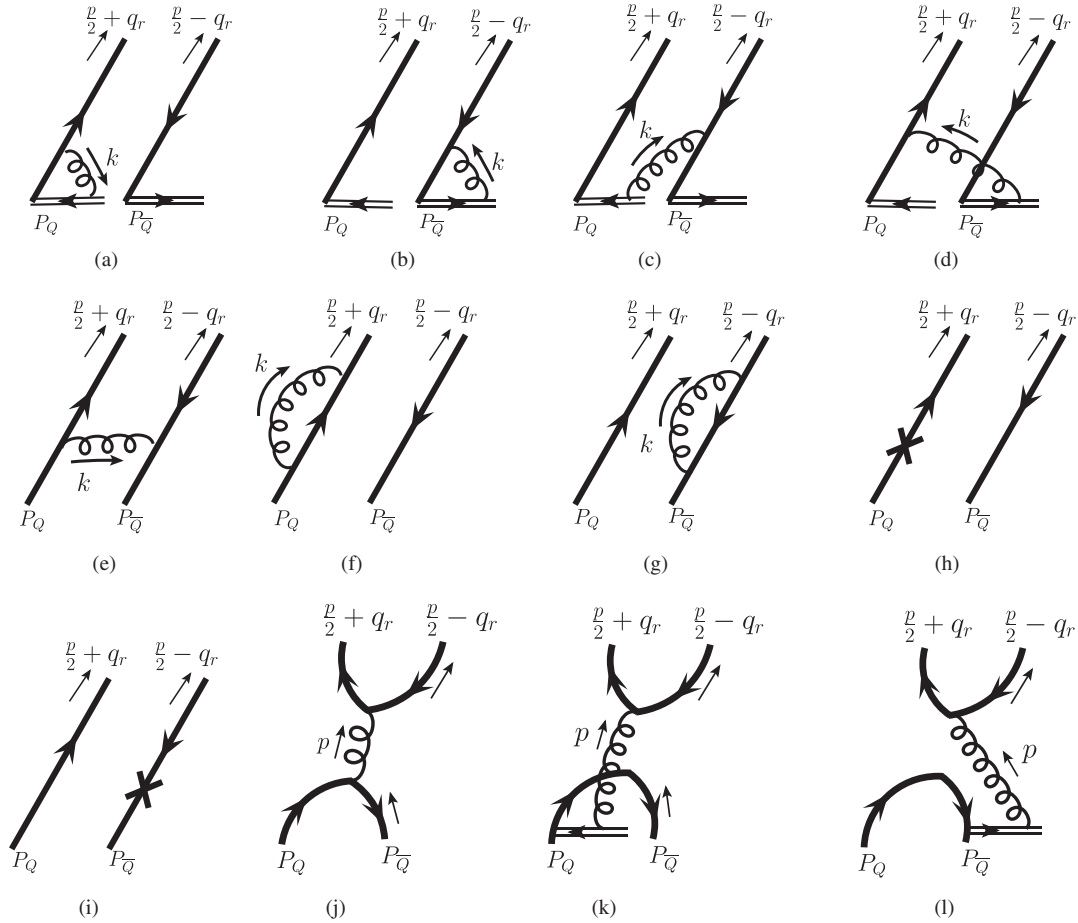 p/2 + q_r p/2 − q_r p/2 + q_r p/2 − q_r p/2 + q_r p/2 − q_r p/2 + q_r p/2 − q_r
k k k k
P_Q P_Q̅ P_Q P_Q̅ P_Q P_Q̅ P_Q P_Q̅
(a) (b) (c) (d)
p/2 + q_r p/2 − q_r p/2 + q_r p/2 − q_r p/2 + q_r p/2 − q_r p/2 + q_r p/2 − q_r
k k k
P_Q P_Q̅ P_Q P_Q̅ P_Q P_Q̅ P_Q P_Q̅
(e) (f) (g) (h)
p/2 + q_r p/2 − q_r p/2 + q_r p/2 − q_r p/2 + q_r p/2 − q_r p/2 + q_r p/2 − q_r
p p p
P_Q P_Q̅ P_Q P_Q̅ P_Q P_Q̅ P_Q P_Q̅
(i) (j) (k) (l)